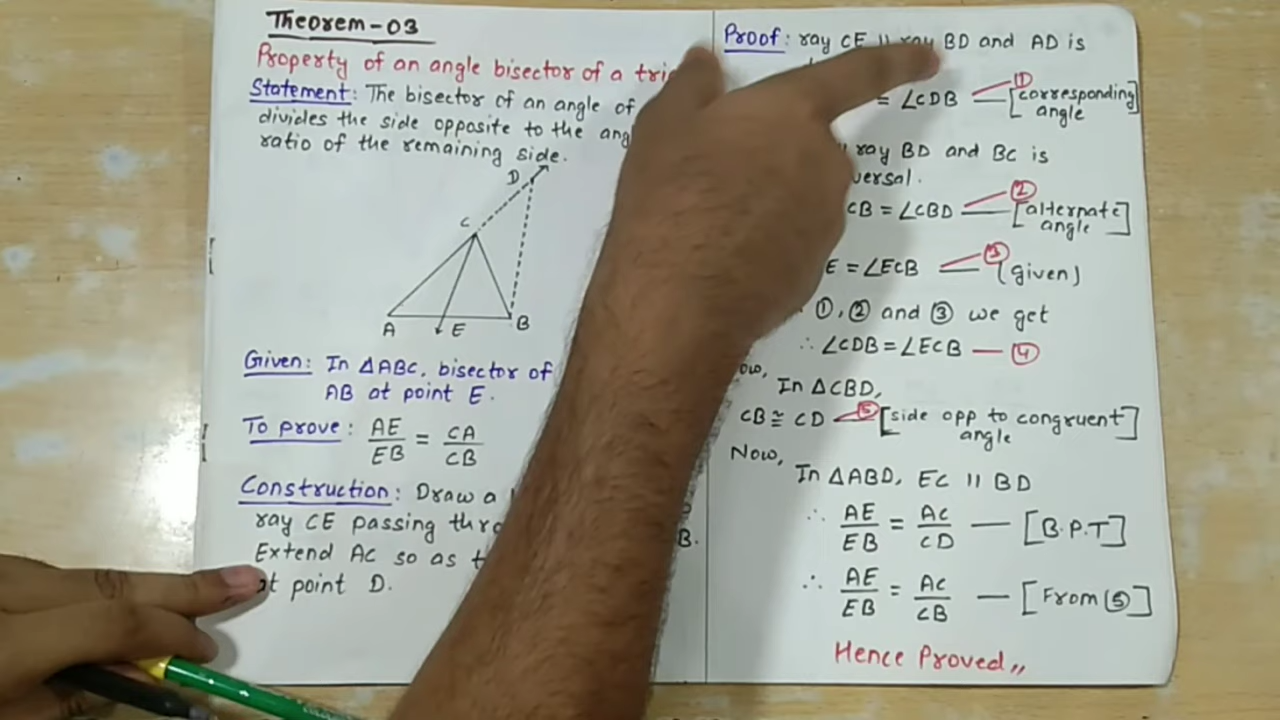 Theorem-03
Property of an angle bisector of a
Statement: The bisector of an angle of
divides the side opposite to the
ratio of the remaining side.
D
C
A E B
Given: In ΔABC, bisector of
AB at point E.
To prove: AE/EB = CA/CB
Construction: Draw a
ray CE passing
B.
Extend AC so as
at point D.
Proof: ray CE || ray BD and AD is
= ∠CDB — ① [corresponding
angle]
ray BD and BC is
CB = ∠CBD — ② [alternate
angle]
E = ∠ECB — ③ (given)
①, ② and ③ we get
∴ ∠CDB = ∠ECB — ④
In ΔCBD,
CB ≅ CD — ⑤ [side opp to congruent
angle]
Now,
In ΔABD, EC || BD
∴ AE/EB = AC/CD — [B.P.T]
∴ AE/EB = AC/CB — [From ⑤]
Hence Proved,,